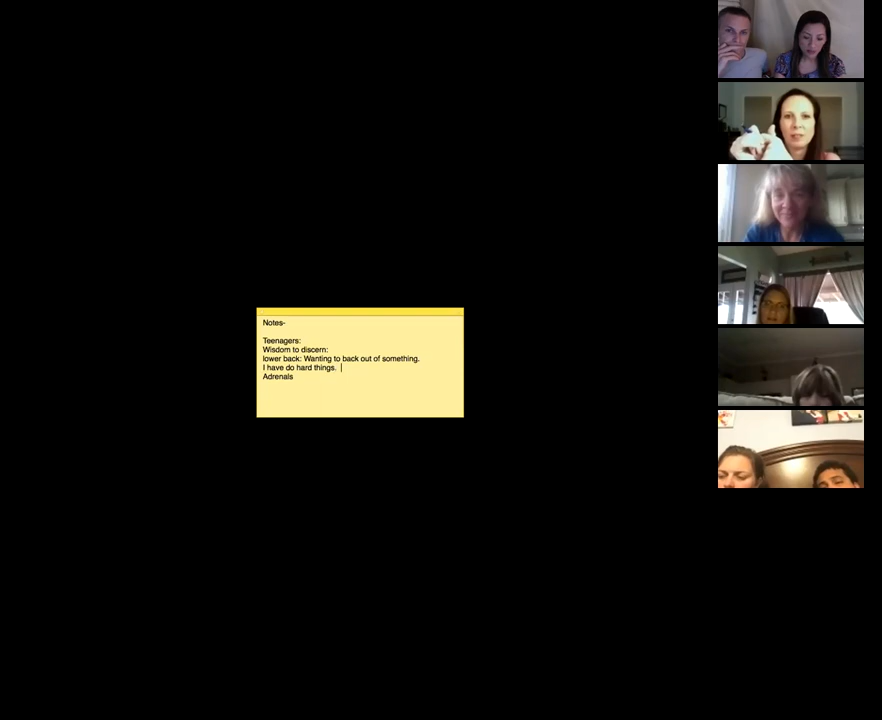 Notes-
Teenagers:
Wisdom to discern:
lower back: Wanting to back out of something.
I have do hard things.
Adrenals